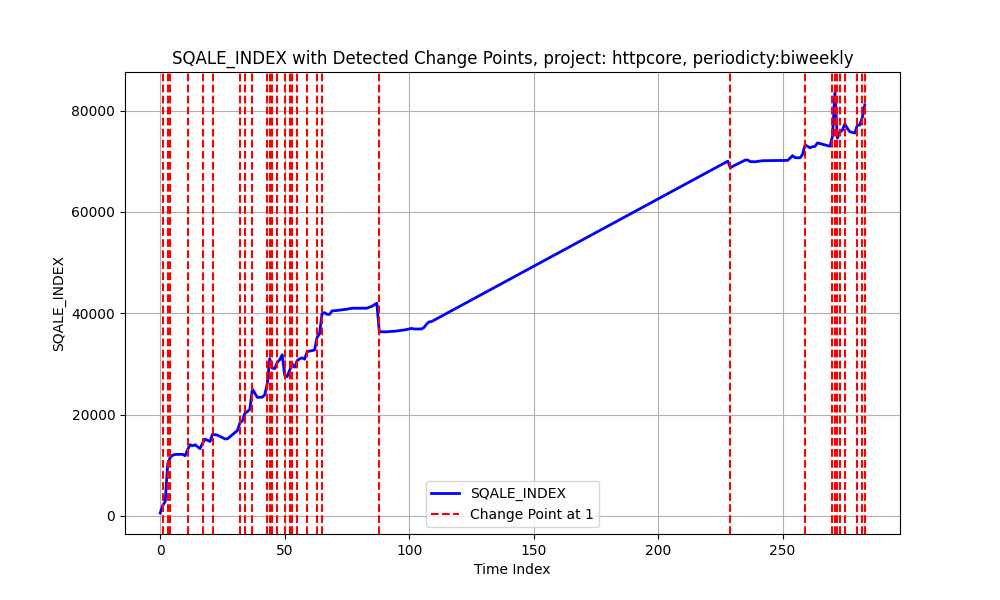 SQALE_INDEX with Detected Change Points, project: httpcore, periodicty:biweekly
SQALE_INDEX
80000
60000
40000
20000
0
SQALE_INDEX
Change Point at 1
0 50 100 150 200 250
Time Index